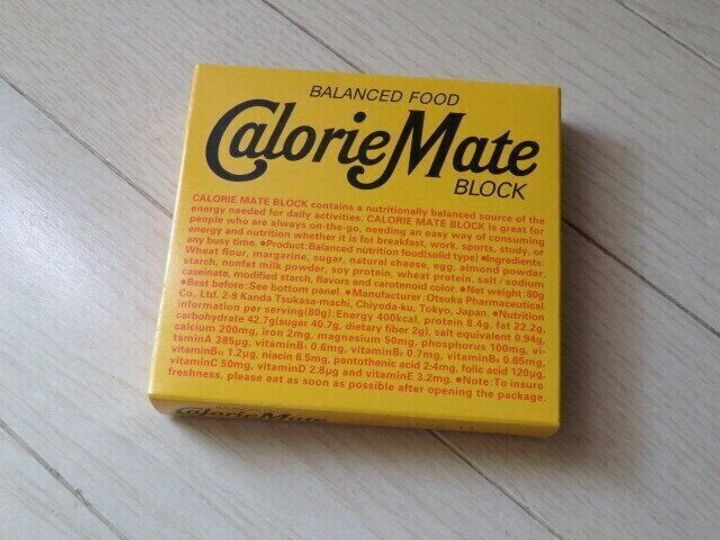 BALANCED FOOD
CalorieMate
BLOCK
CALORIE MATE BLOCK contains a nutritionally balanced source of the
energy needed for daily activities. CALORIE MATE BLOCK is great for
people who are always on-the-go, needing an easy way of consuming
energy and nutrition whether it is for breakfast, work, sports, study, or
any busy time. ●Product:Balanced nutrition food(solid type) ●Ingredients:
Wheat flour, margarine, sugar, natural cheese, egg, almond powder,
starch, nonfat milk powder, soy protein, wheat protein, salt / sodium
caseinate, modified starch, flavors and carotenoid color. ●Net weight:80g
●Best before:See bottom panel. ●Manufacturer:Otsuka Pharmaceutical
Co., Ltd. 2-9 Kanda Tsukasa-machi, Chiyoda-ku, Tokyo, Japan. ●Nutrition
information per serving(80g):Energy 400kcal, protein 8.4g, fat 22.2g,
carbohydrate 42.7g(sugar 40.7g, dietary fiber 2g), salt equivalent 0.94g,
calcium 200mg, iron 2mg, magnesium 50mg, phosphorus 100mg, vi-
taminA 385μg, vitaminB₁ 0.6mg, vitaminB₂ 0.7mg, vitaminB₆ 0.65mg,
vitaminB₁₂ 1.2μg, niacin 6.5mg, pantothenic acid 2.4mg, folic acid 120μg,
vitaminC 50mg, vitaminD 2.8μg and vitaminE 3.2mg. ●Note:To insure
freshness, please eat as soon as possible after opening the package.
BALANCED
CalorieMate